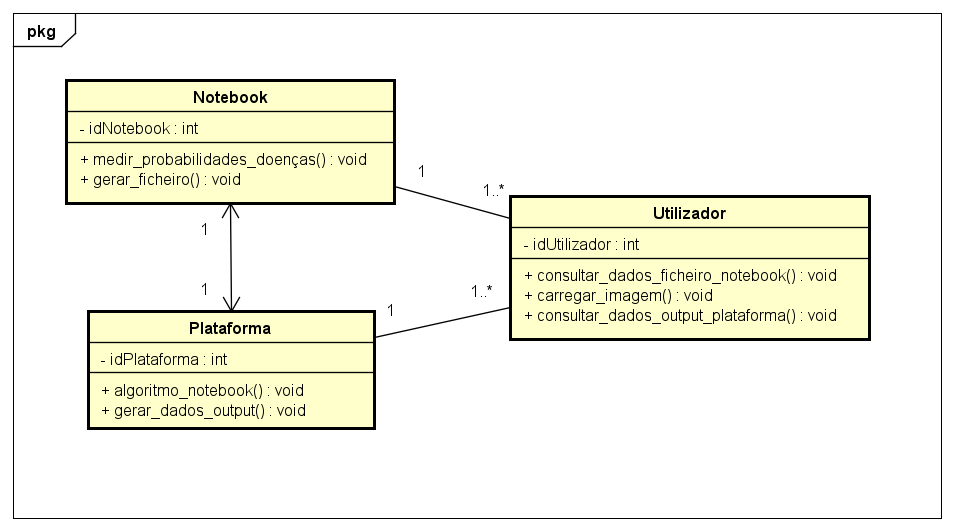 pkg
Notebook
- idNotebook : int
+ medir_probabilidades_doenças() : void
+ gerar_ficheiro() : void
1
1..*
Utilizador
- idUtilizador : int
+ consultar_dados_ficheiro_notebook() : void
+ carregar_imagem() : void
+ consultar_dados_output_plataforma() : void
1
1
1..*
1
Plataforma
- idPlataforma : int
+ algoritmo_notebook() : void
+ gerar_dados_output() : void